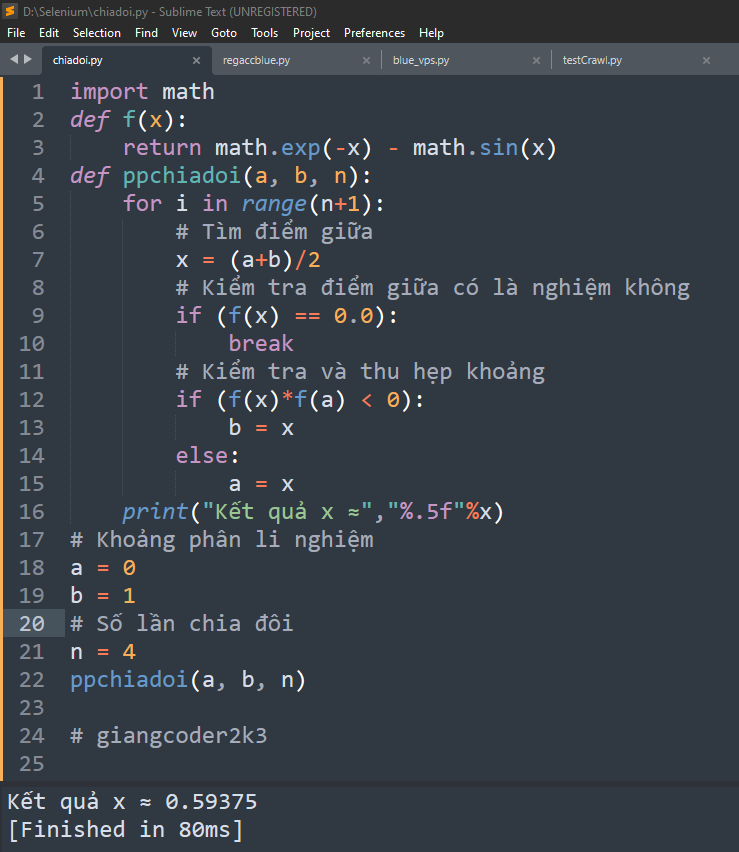 D:\Selenium\chiadoi.py - Sublime Text (UNREGISTERED)
File Edit Selection Find View Goto Tools Project Preferences Help
chiadoi.py × regaccblue.py × blue_vps.py × testCrawl.py ×
1 import math
2 def f(x):
3     return math.exp(-x) - math.sin(x)
4 def ppchiadoi(a, b, n):
5     for i in range(n+1):
6         # Tìm điểm giữa
7         x = (a+b)/2
8         # Kiểm tra điểm giữa có là nghiệm không
9         if (f(x) == 0.0):
10             break
11         # Kiểm tra và thu hẹp khoảng
12         if (f(x)*f(a) < 0):
13             b = x
14         else:
15             a = x
16     print("Kết quả x ≈","%.5f"%x)
17 # Khoảng phân li nghiệm
18 a = 0
19 b = 1
20 # Số lần chia đôi
21 n = 4
22 ppchiadoi(a, b, n)
23
24 # giangcoder2k3
25
Kết quả x ≈ 0.59375
[Finished in 80ms]